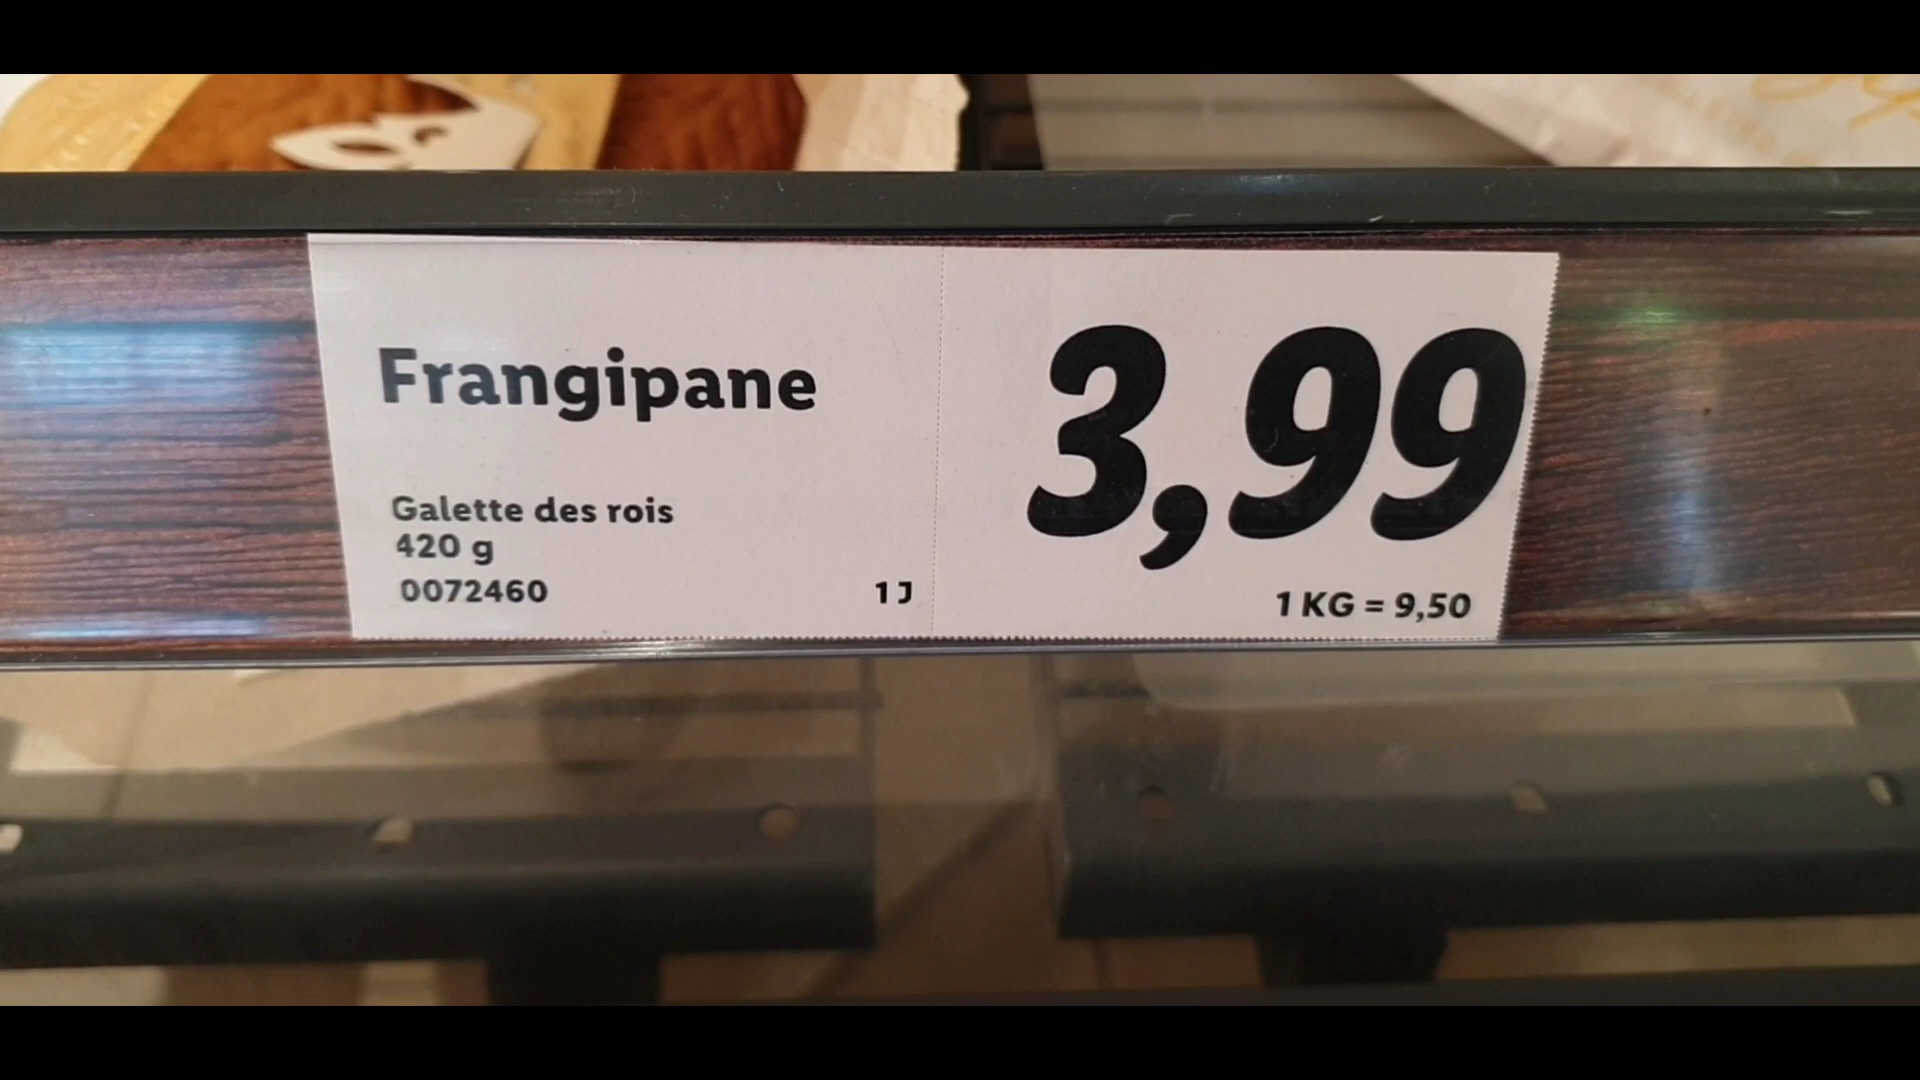 Frangipane
3,99
Galette des rois
420 g
0072460
1 J
1 KG = 9,50